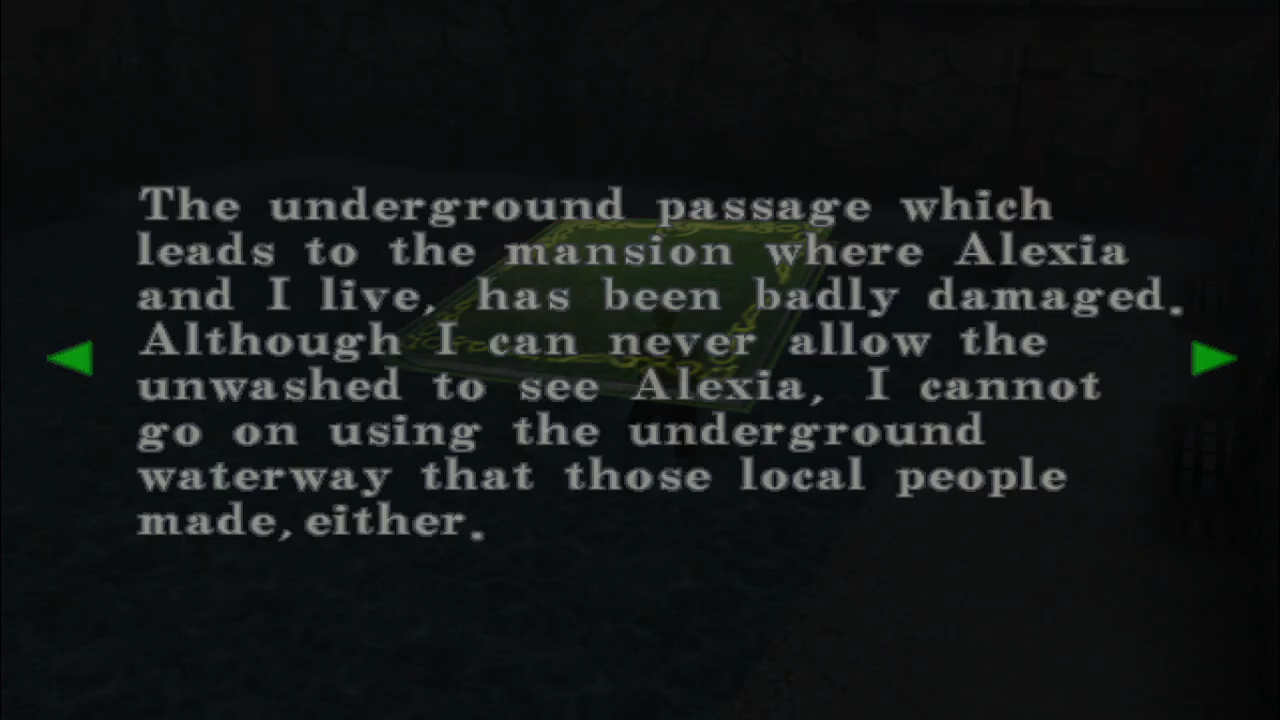 The underground passage which
leads to the mansion where Alexia
and I live, has been badly damaged.
Although I can never allow the
unwashed to see Alexia, I cannot
go on using the underground
waterway that those local people
made, either.